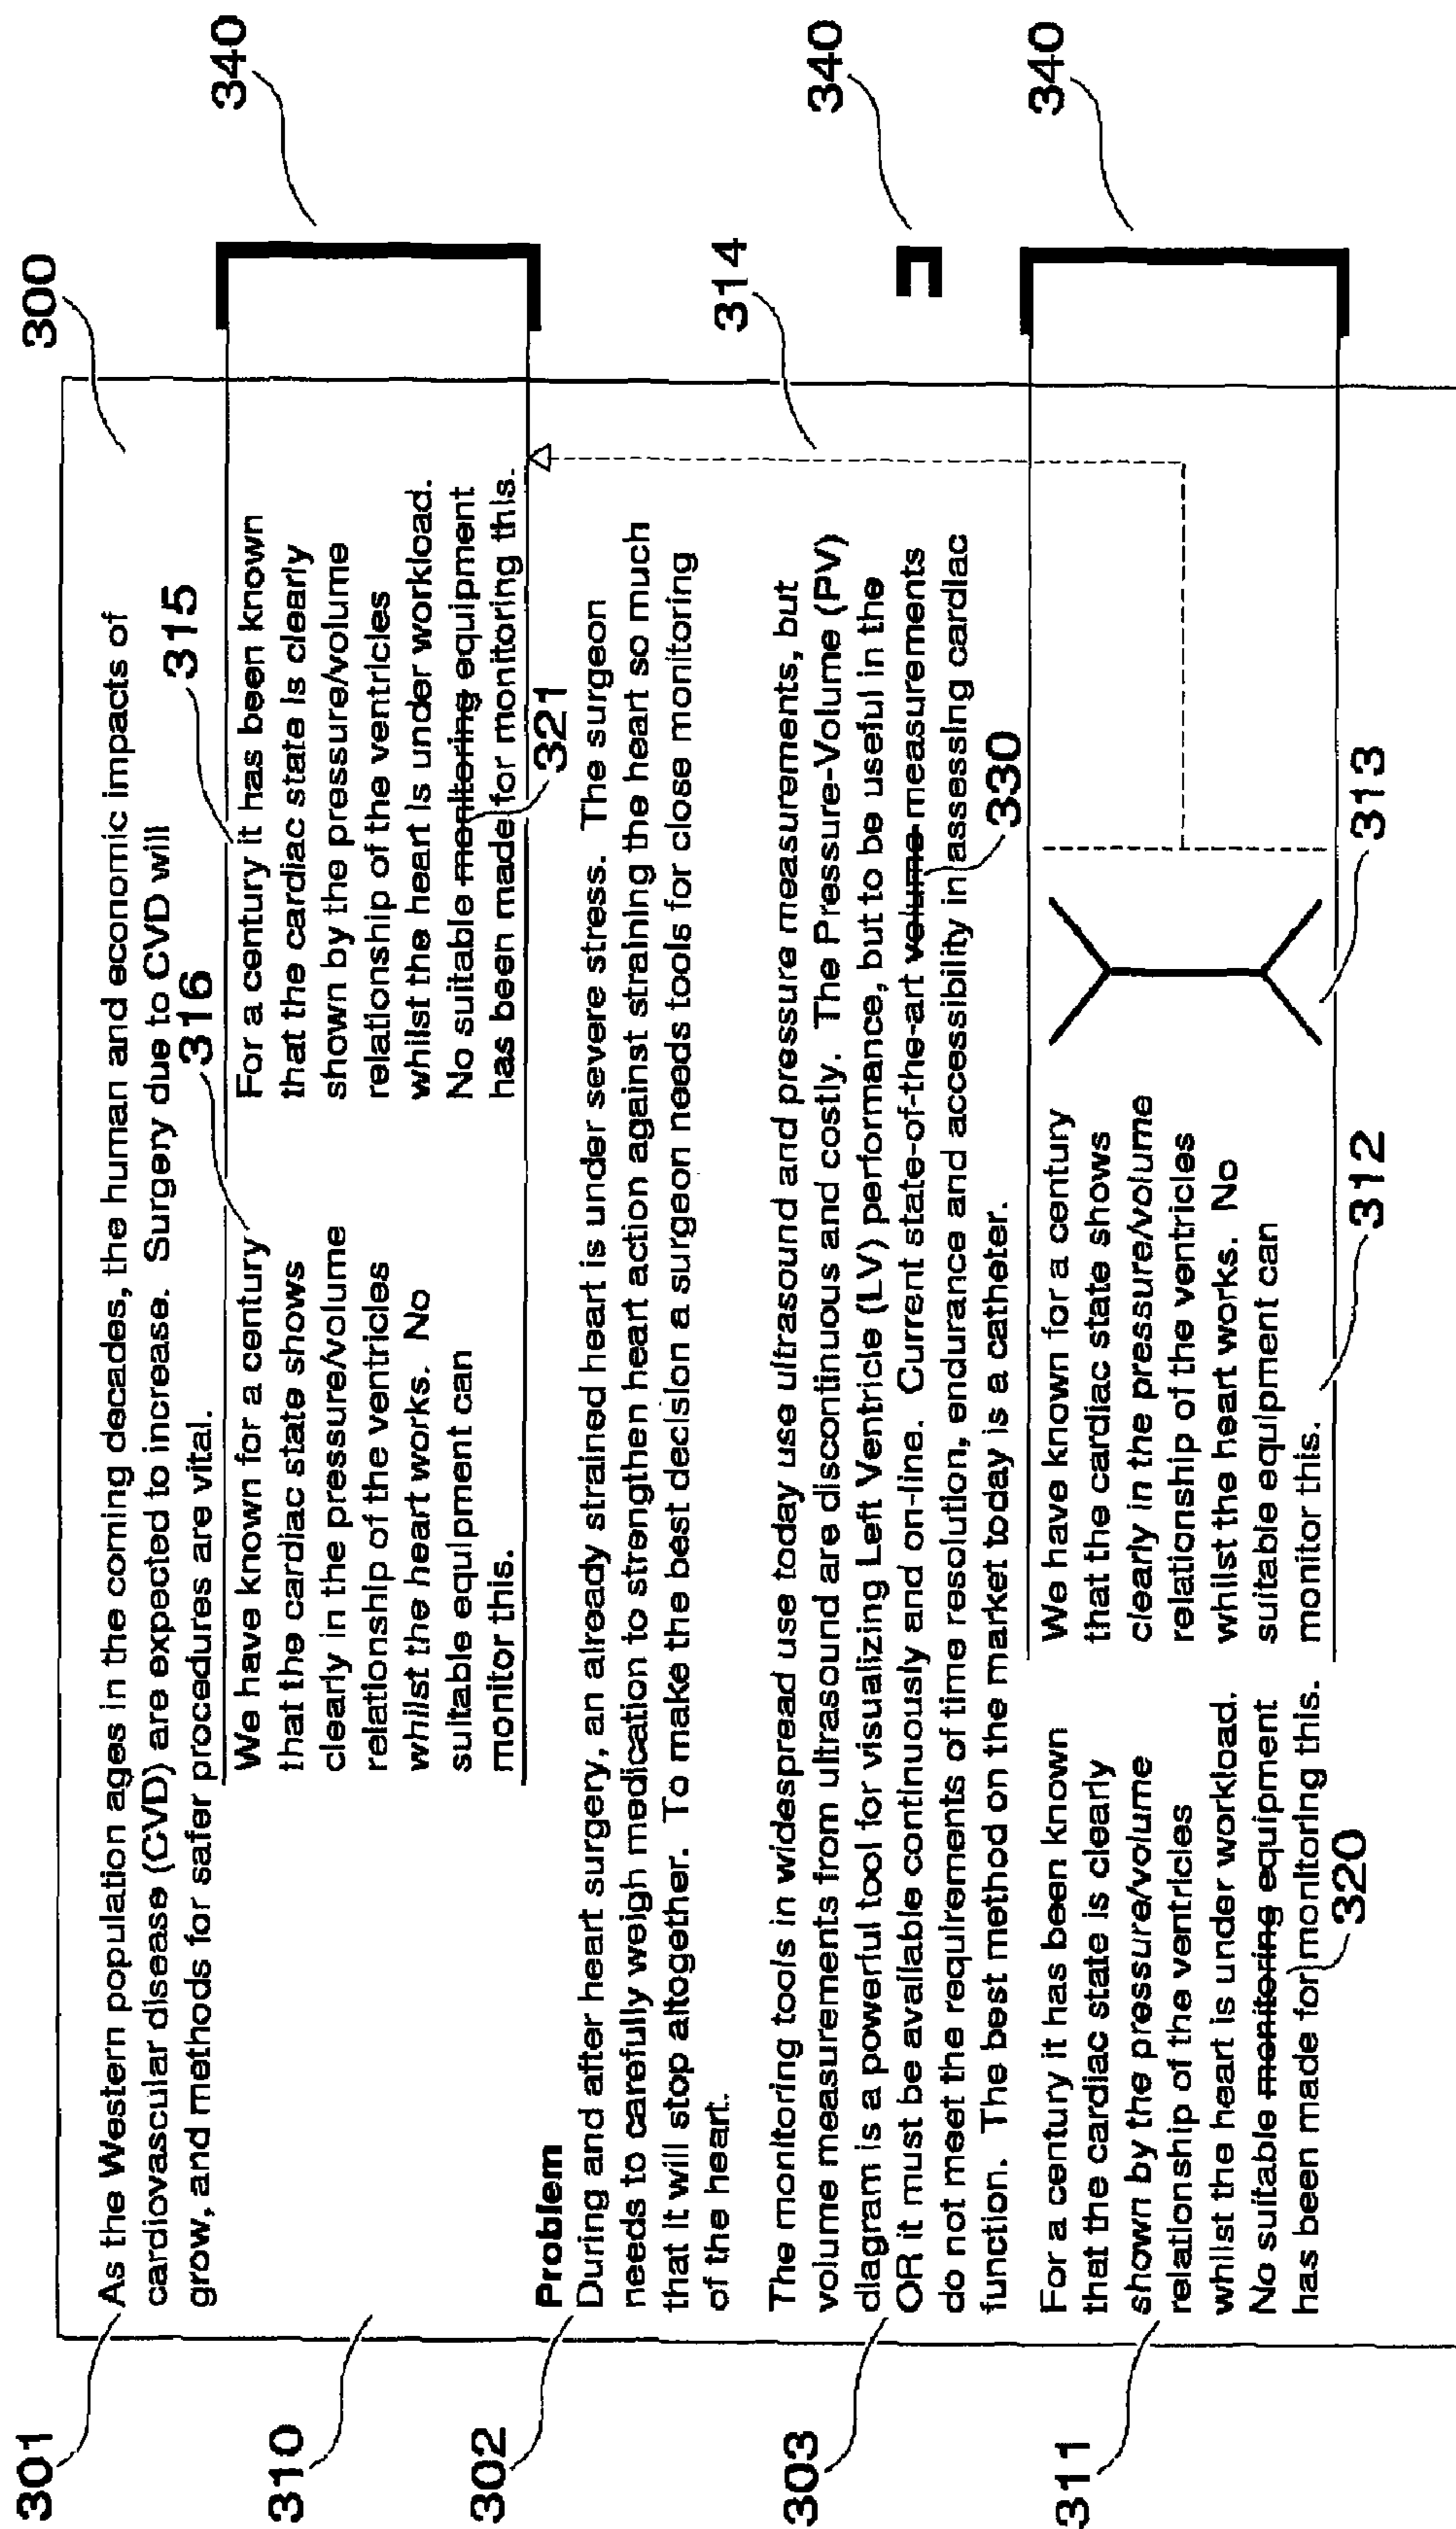 300
340
301
As the Western population ages in the coming decades, the human and economic impacts of
cardiovascular disease (CVD) are expected to increase. Surgery due to CVD will
grow, and methods for safer procedures are vital.
316
315
310
We have known for a century
that the cardiac state shows
clearly in the pressure/volume
relationship of the ventricles
whilst the heart works. No
suitable equipment can
monitor this.
For a century it has been known
that the cardiac state is clearly
shown by the pressure/volume
relationship of the ventricles
whilst the heart is under workload.
No suitable monitoring equipment
has been made for monitoring this.
321
302
Problem
During and after heart surgery, an already strained heart is under severe stress. The surgeon
needs to carefully weigh medication to strengthen heart action against straining the heart so much
that it will stop altogether. To make the best decision a surgeon needs tools for close monitoring
of the heart.
314
340
303
The monitoring tools in widespread use today use ultrasound and pressure measurements, but
volume measurements from ultrasound are discontinuous and costly. The Pressure-Volume (PV)
diagram is a powerful tool for visualizing Left Ventricle (LV) performance, but to be useful in the
OR it must be available continuously and on-line. Current state-of-the-art volume measurements
do not meet the requirements of time resolution, endurance and accessibility in assessing cardiac
function. The best method on the market today is a catheter.
330
340
311
For a century it has been known
that the cardiac state is clearly
shown by the pressure/volume
relationship of the ventricles
whilst the heart is under workload.
No suitable monitoring equipment
has been made for monitoring this.
320
We have known for a century
that the cardiac state shows
clearly in the pressure/volume
relationship of the ventricles
whilst the heart works. No
suitable equipment can
monitor this.
312
313